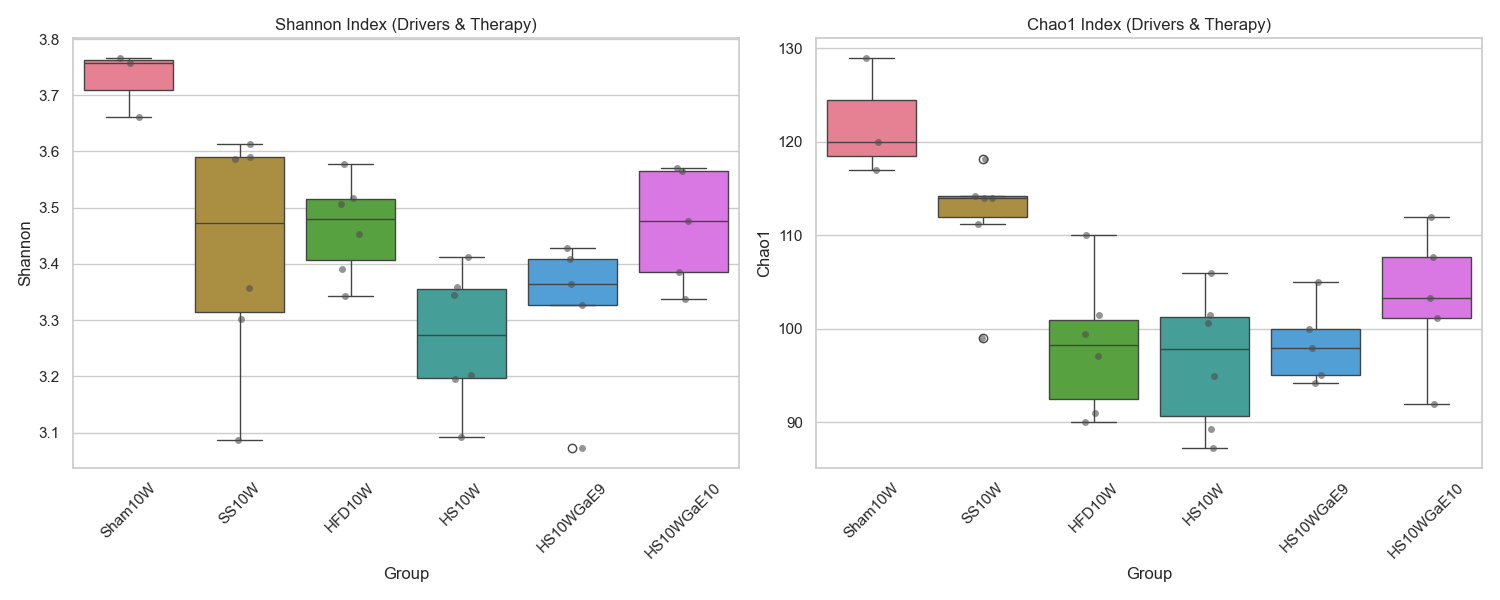 Shannon Index (Drivers & Therapy)
3.8
3.7
3.6
3.5
3.4
3.3
3.2
3.1
Shannon
Sham10W
SS10W
HFD10W
HS10W
HS10WGaE9
HS10WGaE10
Group
Chao1 Index (Drivers & Therapy)
130
120
110
100
90
Chao1
Sham10W
SS10W
HFD10W
HS10W
HS10WGaE9
HS10WGaE10
Group